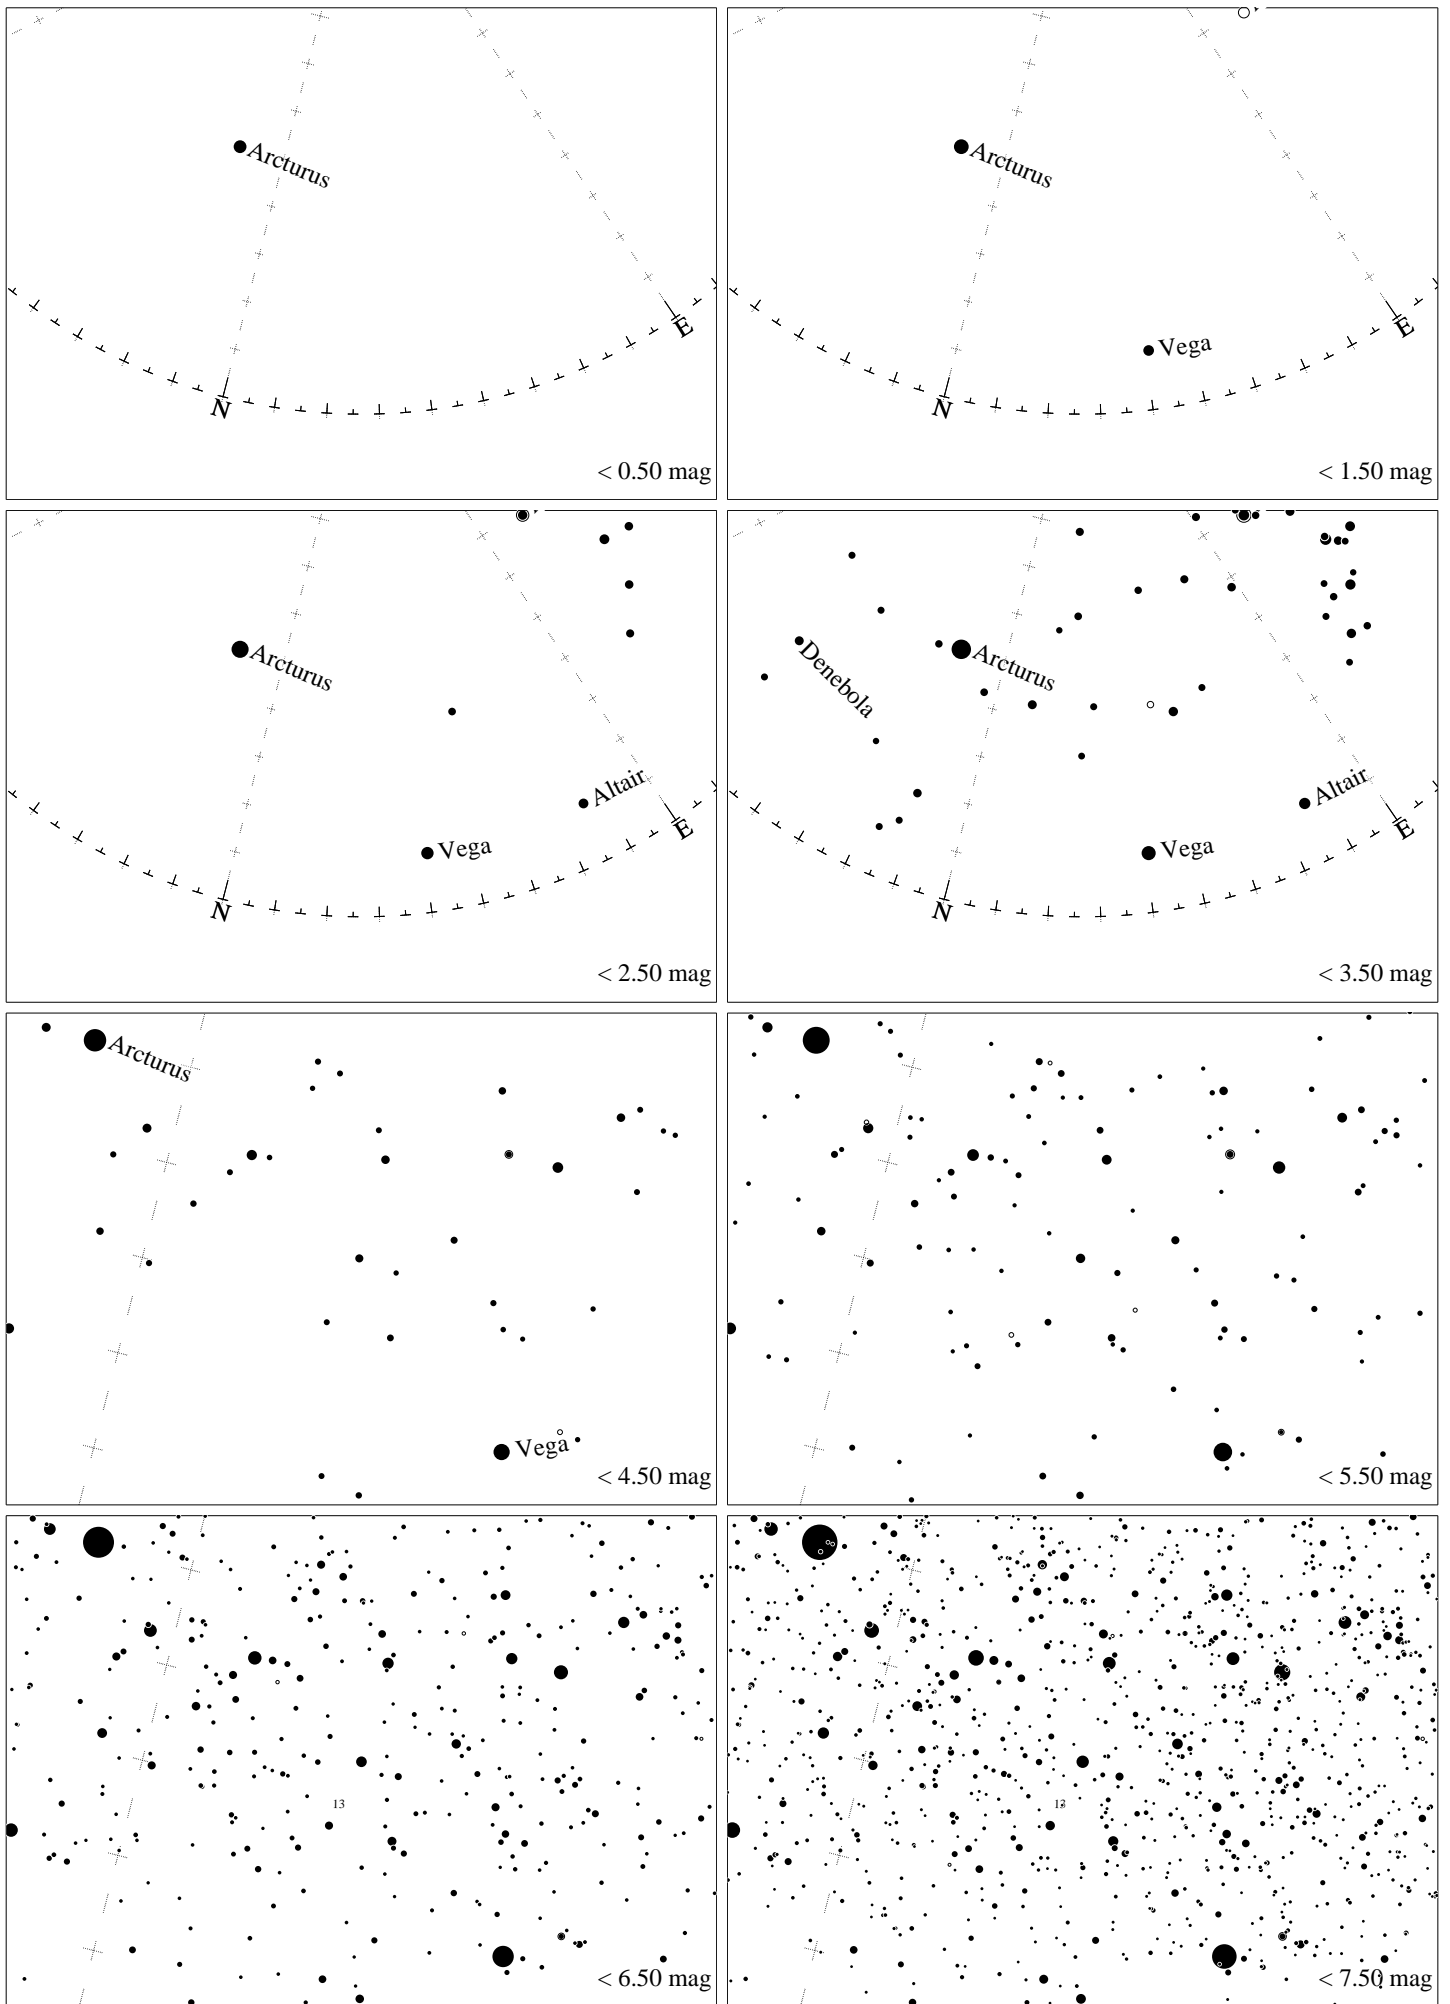 Arcturus
E
N
< 0.50 mag
Arcturus
Vega
E
N
< 1.50 mag
Arcturus
Altair
Vega
E
N
< 2.50 mag
Denebola
Arcturus
Altair
Vega
E
N
< 3.50 mag
Arcturus
Vega
< 4.50 mag
< 5.50 mag
13
< 6.50 mag
13
< 7.50 mag